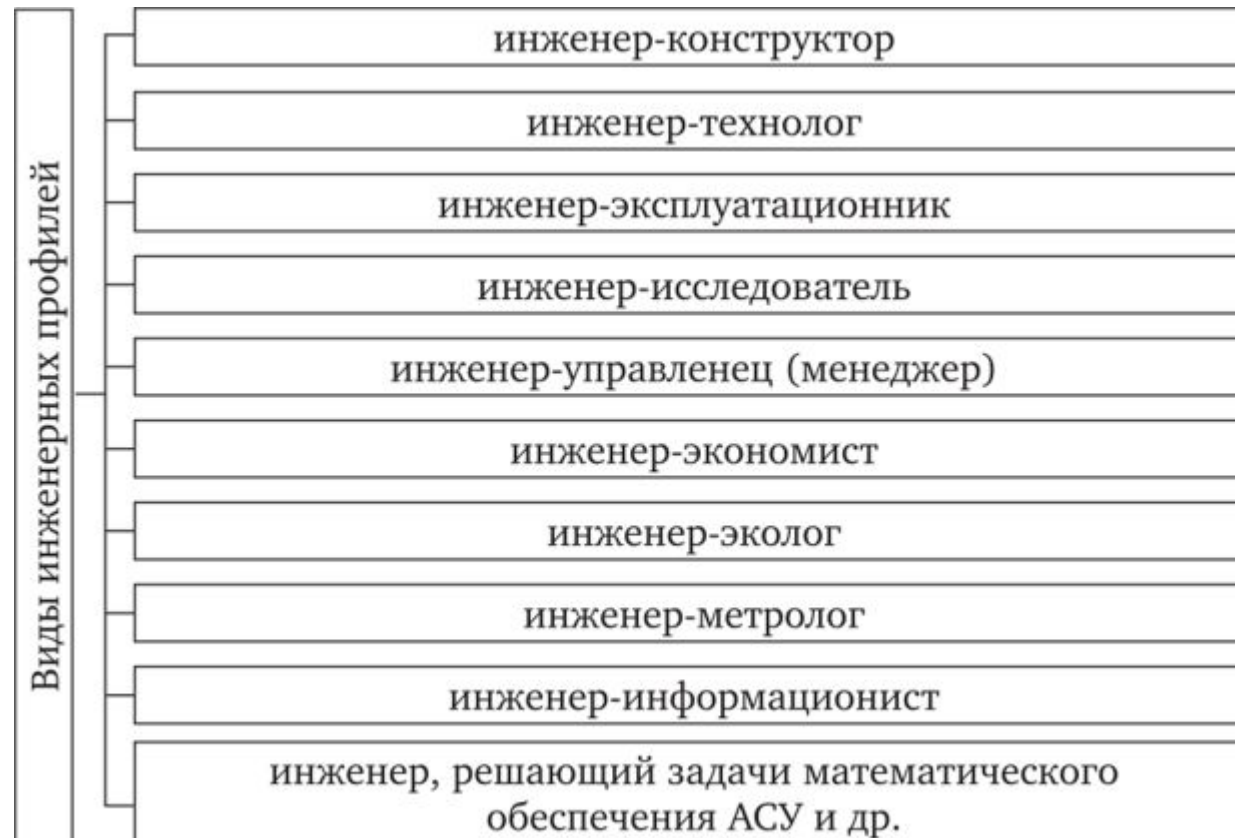 Виды инженерных профилей
инженер-конструктор
инженер-технолог
инженер-эксплуатационник
инженер-исследователь
инженер-управленец (менеджер)
инженер-экономист
инженер-эколог
инженер-метролог
инженер-информационист
инженер, решающий задачи математического
обеспечения АСУ и др.